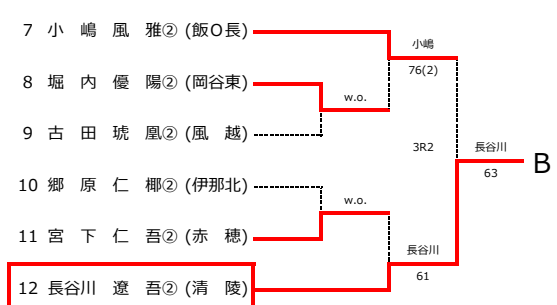 7 小 嶋 風 雅② (飯O長)
小嶋
76(2)
8 堀 内 優 陽② (岡谷東)
w.o.
9 古 田 琥 凰② (風 越)
3R2
長谷川
63
B
10 郷 原 仁 椰② (伊那北)
w.o.
11 宮 下 仁 吾② (赤 穂)
長谷川
61
12 長谷川 遼 吾② (清 陵)